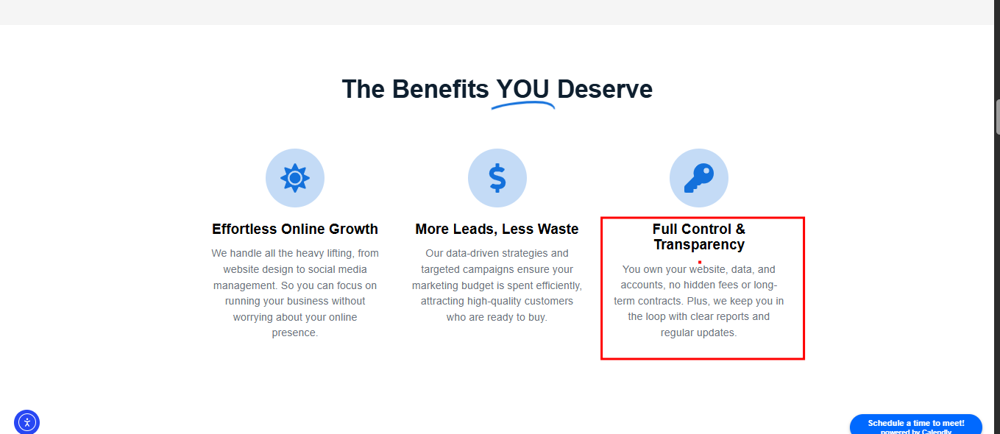 The Benefits YOU Deserve
Effortless Online Growth
We handle all the heavy lifting, from
website design to social media
management. So you can focus on
running your business without
worrying about your online
presence.
More Leads, Less Waste
Our data-driven strategies and
targeted campaigns ensure your
marketing budget is spent efficiently,
attracting high-quality customers
who are ready to buy.
Full Control &
Transparency
You own your website, data, and
accounts, no hidden fees or long-
term contracts. Plus, we keep you in
the loop with clear reports and
regular updates.
Schedule a time to meet!
powered by Calendly